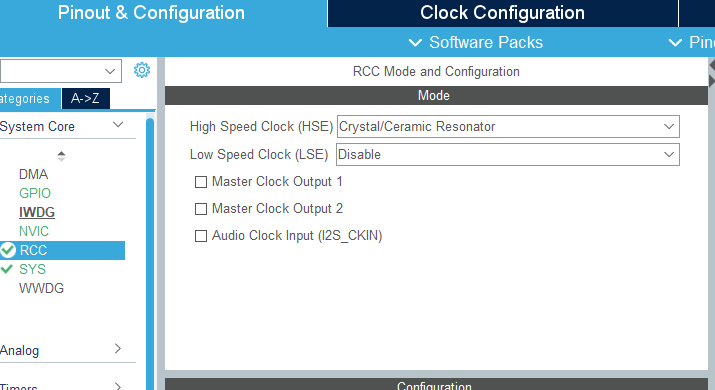 Pinout & Configuration
Clock Configuration
Software Packs
Pin
ategories
A->Z
System Core
DMA
GPIO
IWDG
NVIC
RCC
SYS
WWDG
Analog
Timers
RCC Mode and Configuration
Mode
High Speed Clock (HSE) Crystal/Ceramic Resonator
Low Speed Clock (LSE) Disable
Master Clock Output 1
Master Clock Output 2
Audio Clock Input (I2S_CKIN)
Configuration